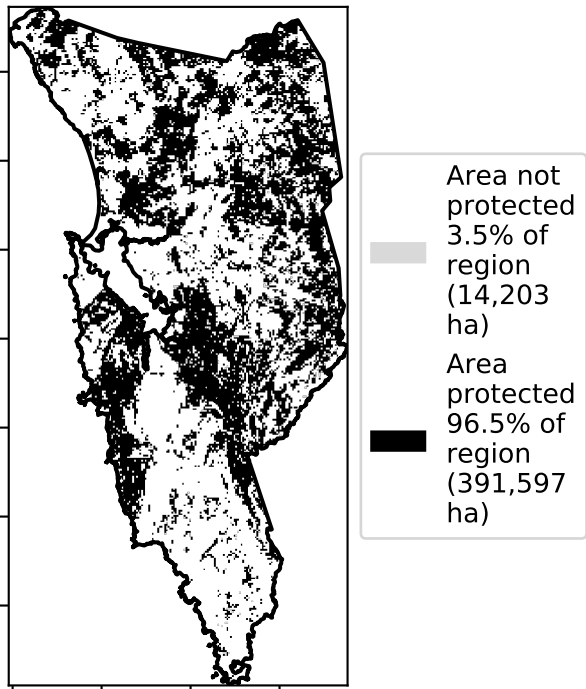 Area not
protected
3.5% of
region
(14,203
ha)
Area
protected
96.5% of
region
(391,597
ha)